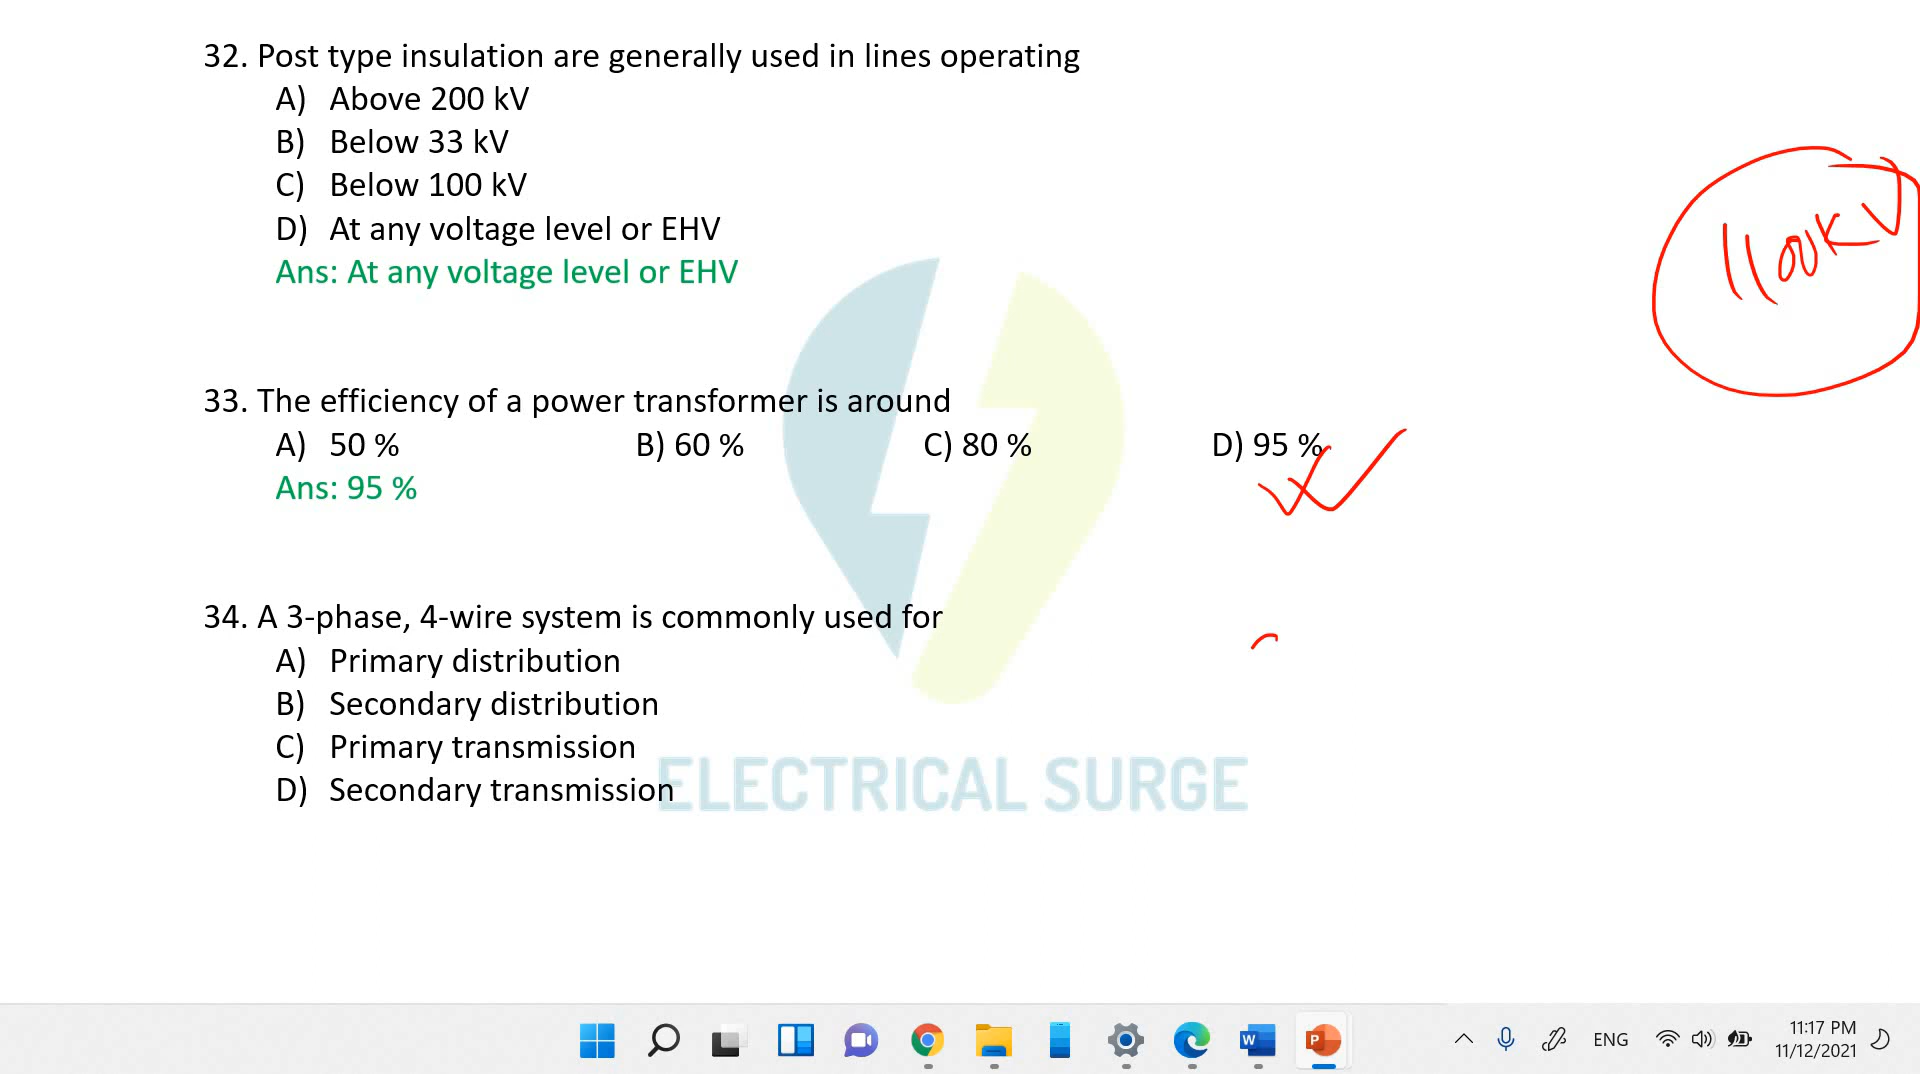 32. Post type insulation are generally used in lines operating
A) Above 200 kV
B) Below 33 kV
C) Below 100 kV
D) At any voltage level or EHV
Ans: At any voltage level or EHV
1100KV
33. The efficiency of a power transformer is around
A) 50 % B) 60 % C) 80 % D) 95 %
Ans: 95 %
34. A 3-phase, 4-wire system is commonly used for
A) Primary distribution
B) Secondary distribution
C) Primary transmission
D) Secondary transmission
ELECTRICAL SURGE
ENG
11:17 PM
11/12/2021